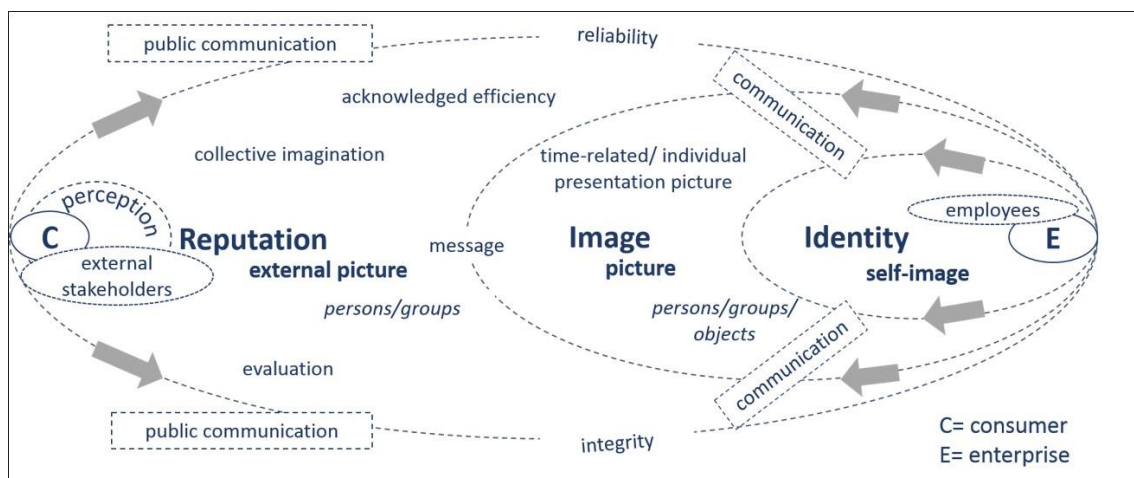 reliability
public communication
communication
acknowledged efficiency
collective imagination
time-related/ individual
presentation picture
perception
employees
C
Reputation
Image
Identity
E
message
external picture
picture
self-image
external
stakeholders
persons/groups
persons/groups/
objects
communication
evaluation
public communication
integrity
C= consumer
E= enterprise